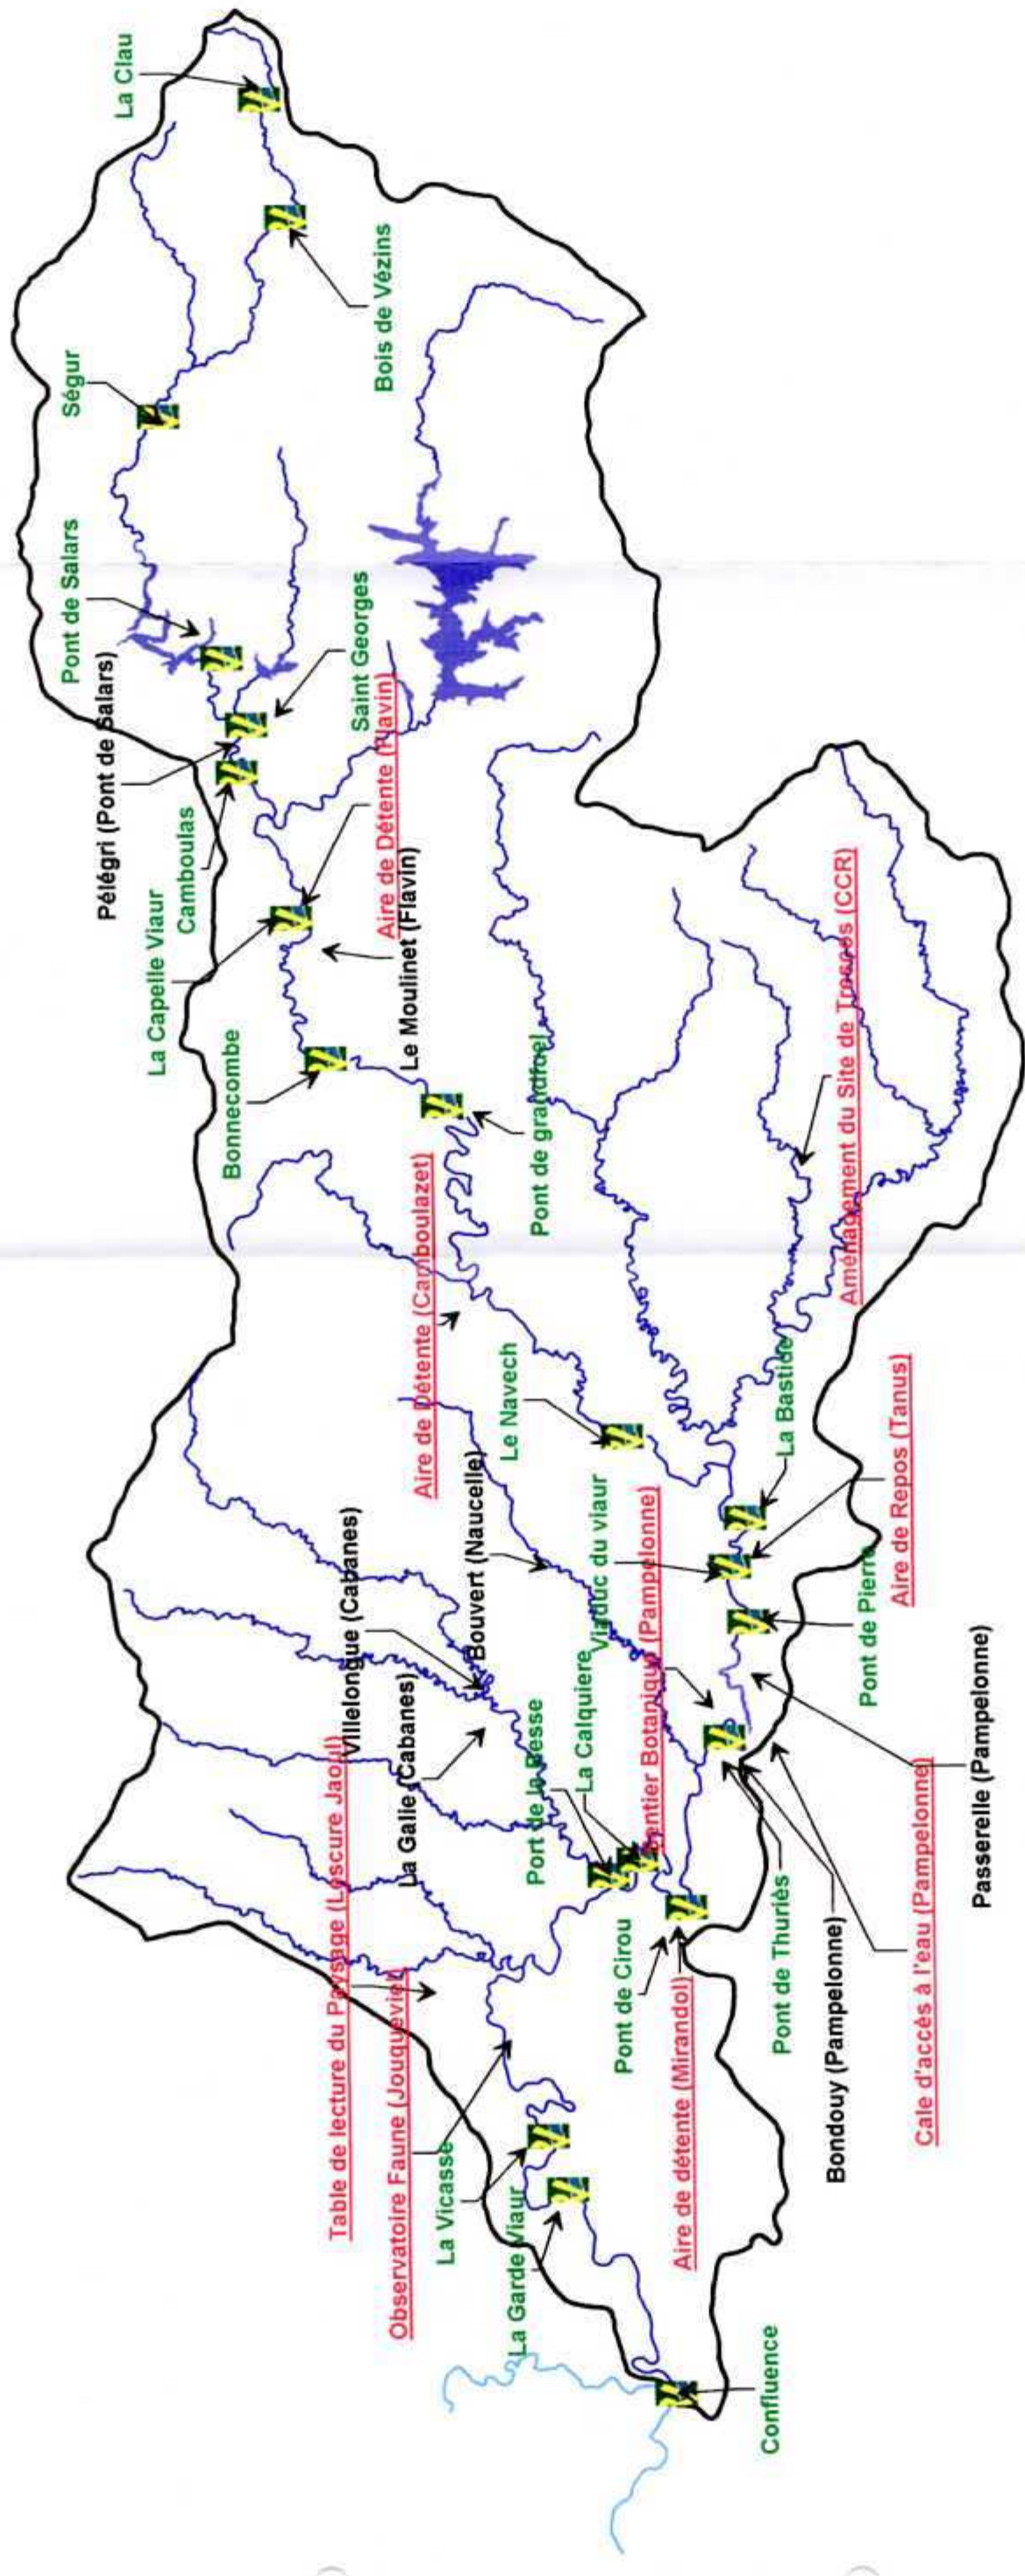 La Clau
Bois de Vézins
Ségur
Pont de Salars
Pélégri (Pont de Salars)
Saint Georges
Camboulas
La Capelle Viaur
Aire de Détente (Flavin)
Le Moulinet (Flavin)
Bonnecombe
Pont de grandfuel
Aménagement du Site de Tropes (CCR)
Aire de Détente (Camboulazet)
Le Navech
La Bastide
Aire de Repos (Tanus)
Viaduc du viaur
Bouvert (Naucelle)
Pont de Pierre
Villelongue (Cabanes)
La Galie (Cabanes)
Sentier Botanique (Pampelonne)
La Calquiere
Port de la Besse
Passerelle (Pampelonne)
Cale d'accès à l'eau (Pampelonne)
Pont de Thuriès
Bondouy (Pampelonne)
Pont de Cirou
Aire de détente (Mirandol)
Table de lecture du Paysage (Loscure Jaoul)
Observatoire Faune (Jouqueviel)
La Vicasse
La Garde Viaur
Confluence